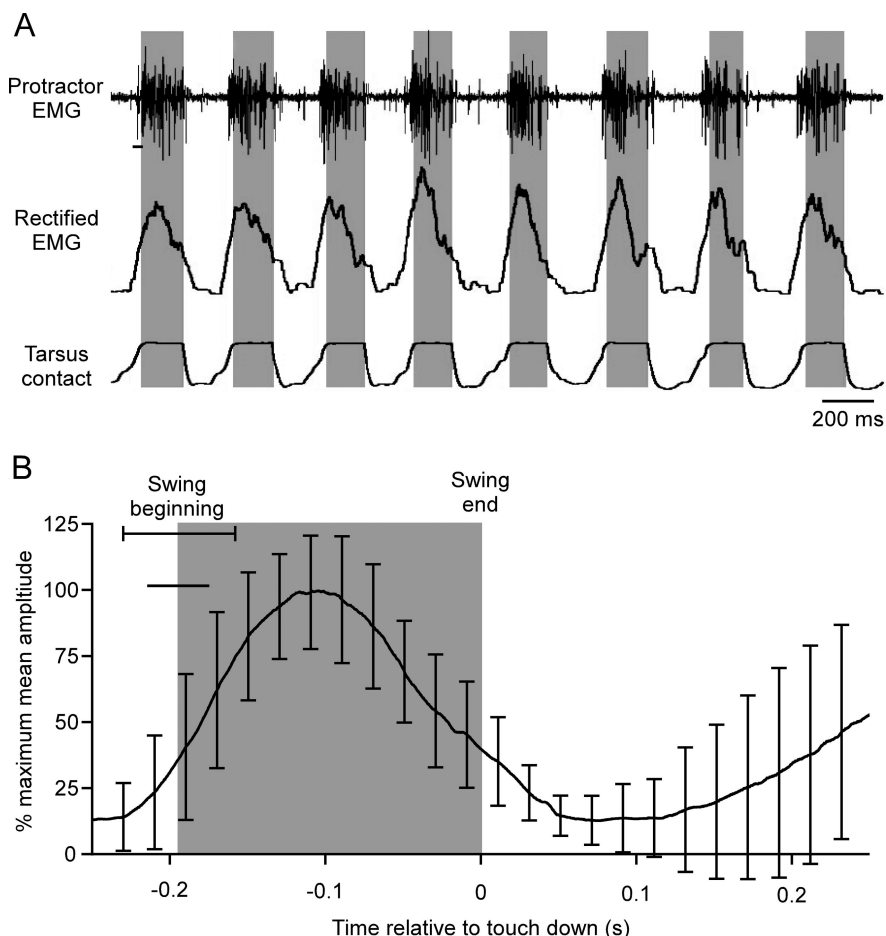 A
Protractor
EMG
Rectified
EMG
Tarsus
contact
200 ms
B
Swing
beginning
Swing
end
125
100
75
50
25
0
% maximum mean ampltiude
-0.2
-0.1
0
0.1
0.2
Time relative to touch down (s)